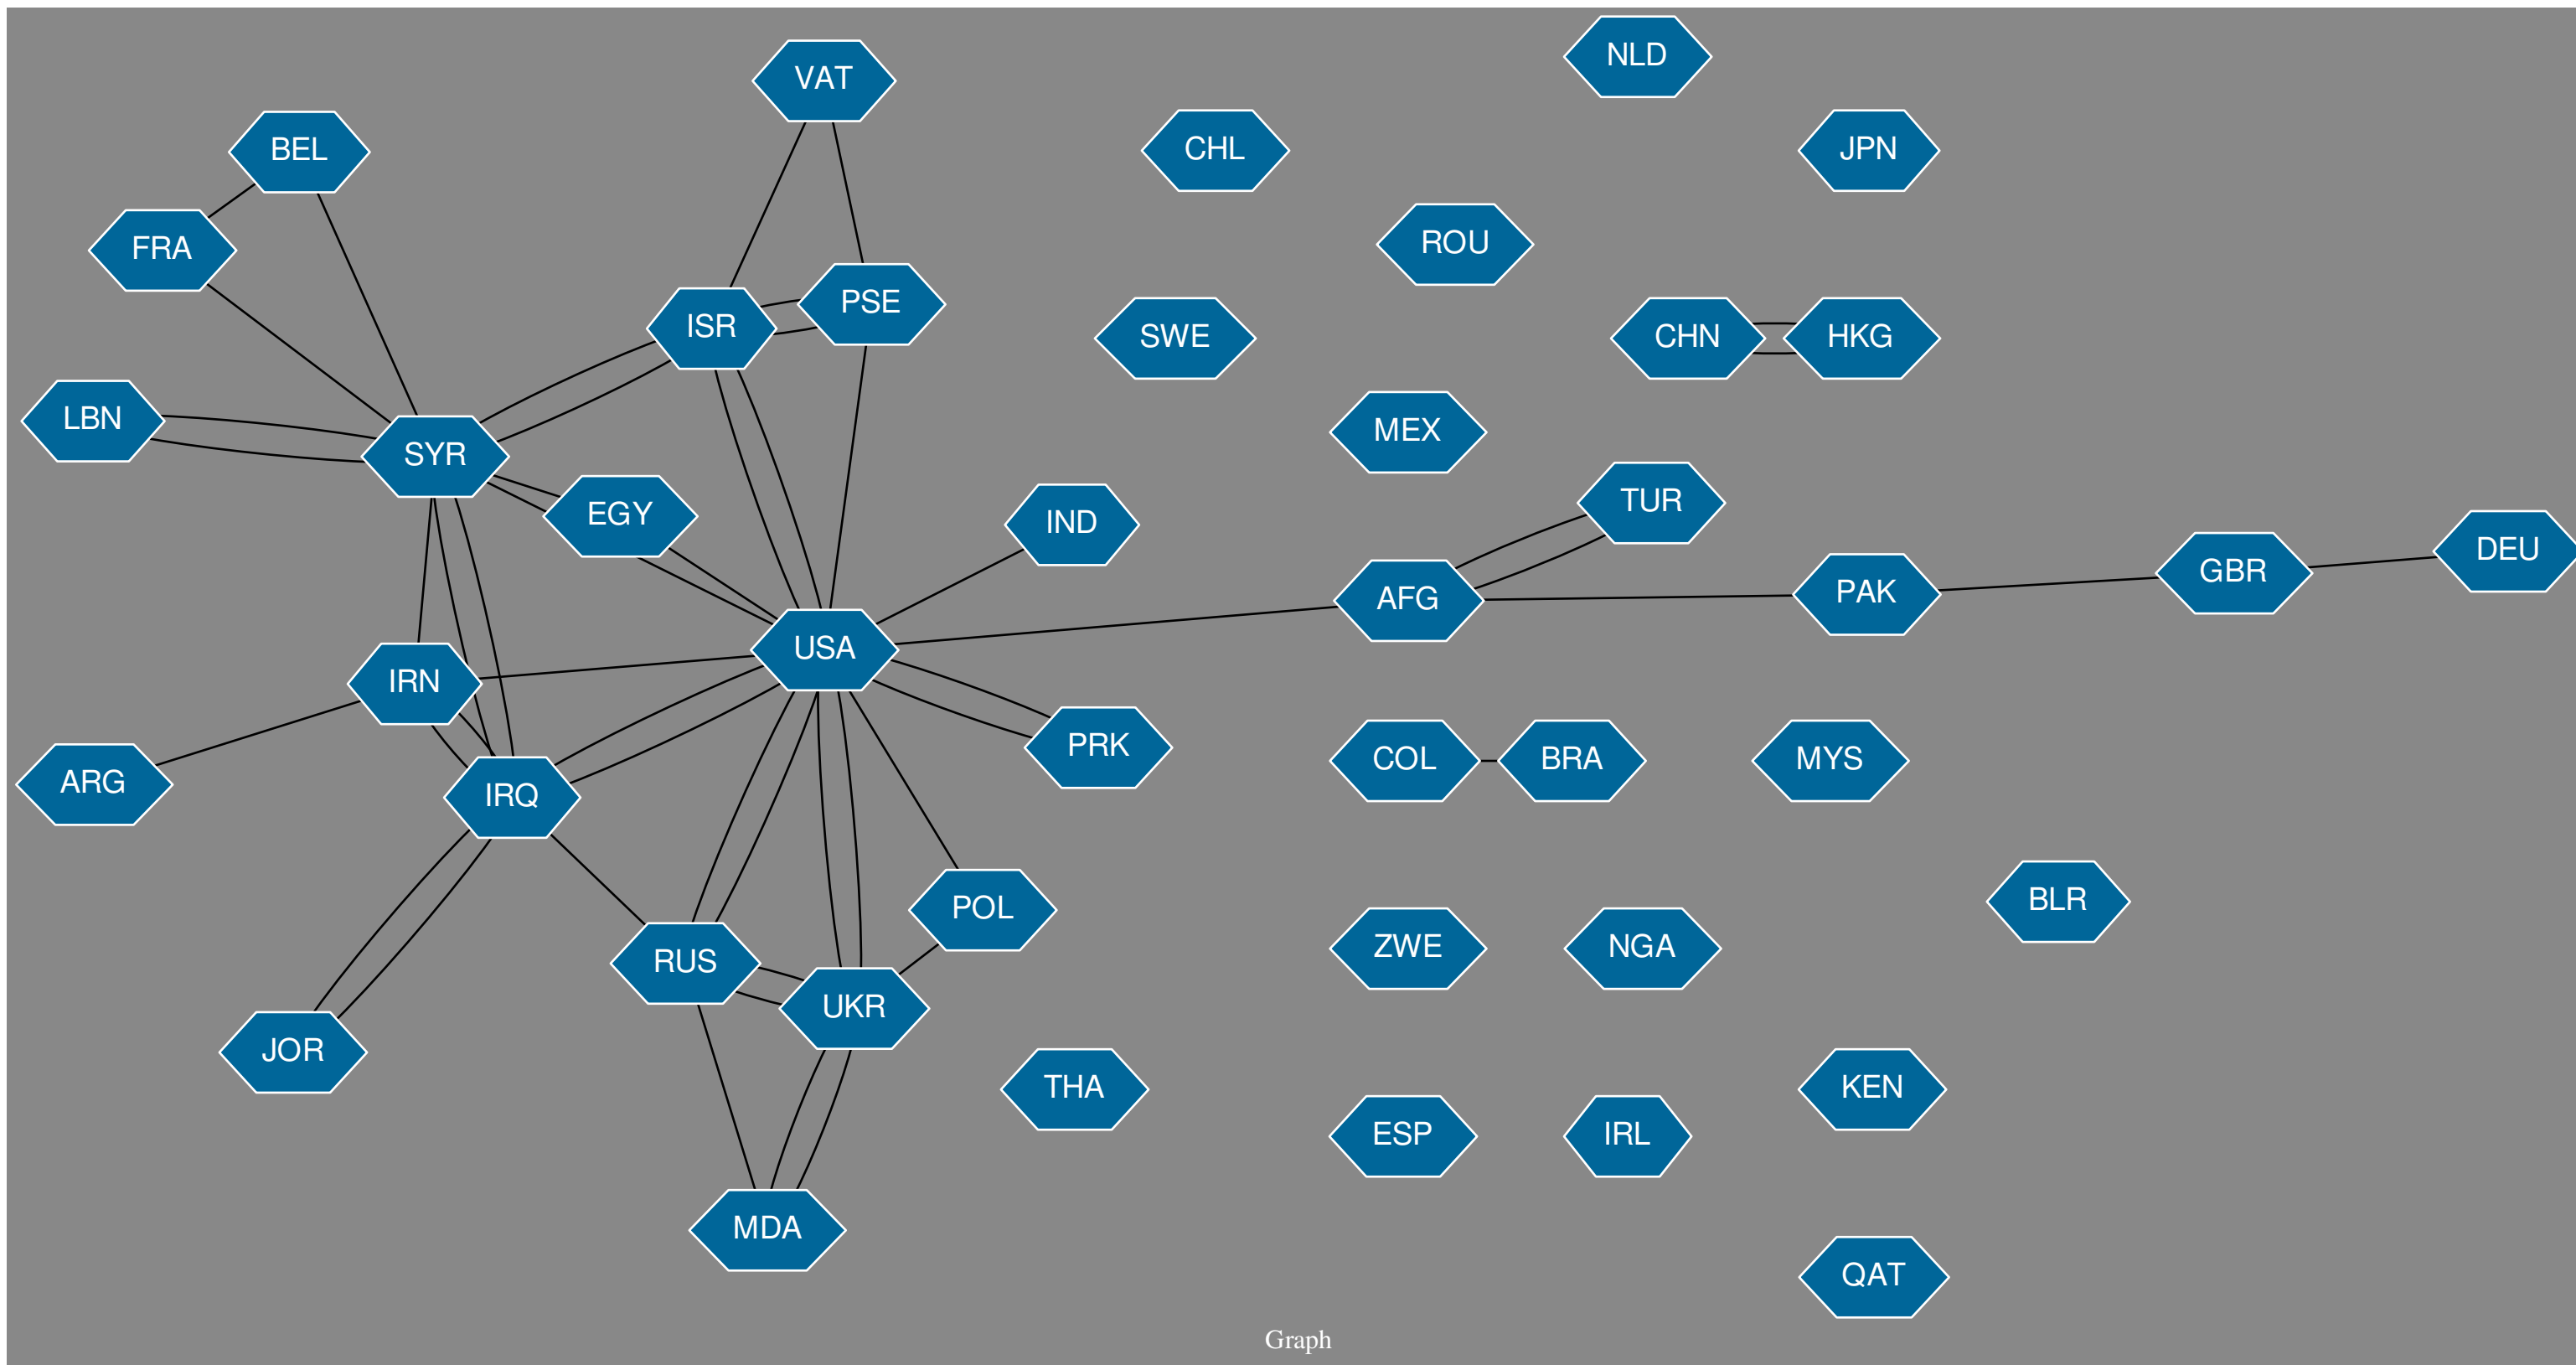 NLD
VAT
CHL
JPN
BEL
ROU
FRA
PSE
ISR
SWE
CHN
HKG
LBN
MEX
SYR
TUR
EGY
IND
DEU
GBR
PAK
AFG
USA
IRN
PRK
COL
BRA
MYS
ARG
IRQ
BLR
POL
ZWE
NGA
RUS
UKR
JOR
THA
KEN
ESP
IRL
MDA
QAT
Graph